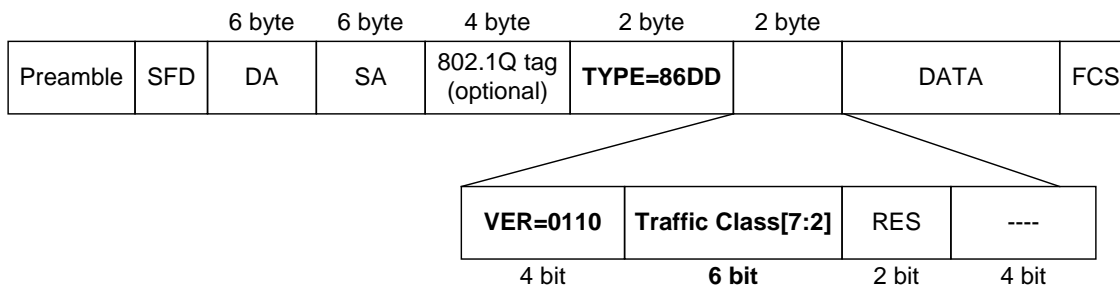 6 byte 6 byte 4 byte 2 byte 2 byte
Preamble SFD DA SA 802.1Q tag (optional) TYPE=86DD DATA FCS
VER=0110 Traffic Class[7:2] RES ----
4 bit 6 bit 2 bit 4 bit